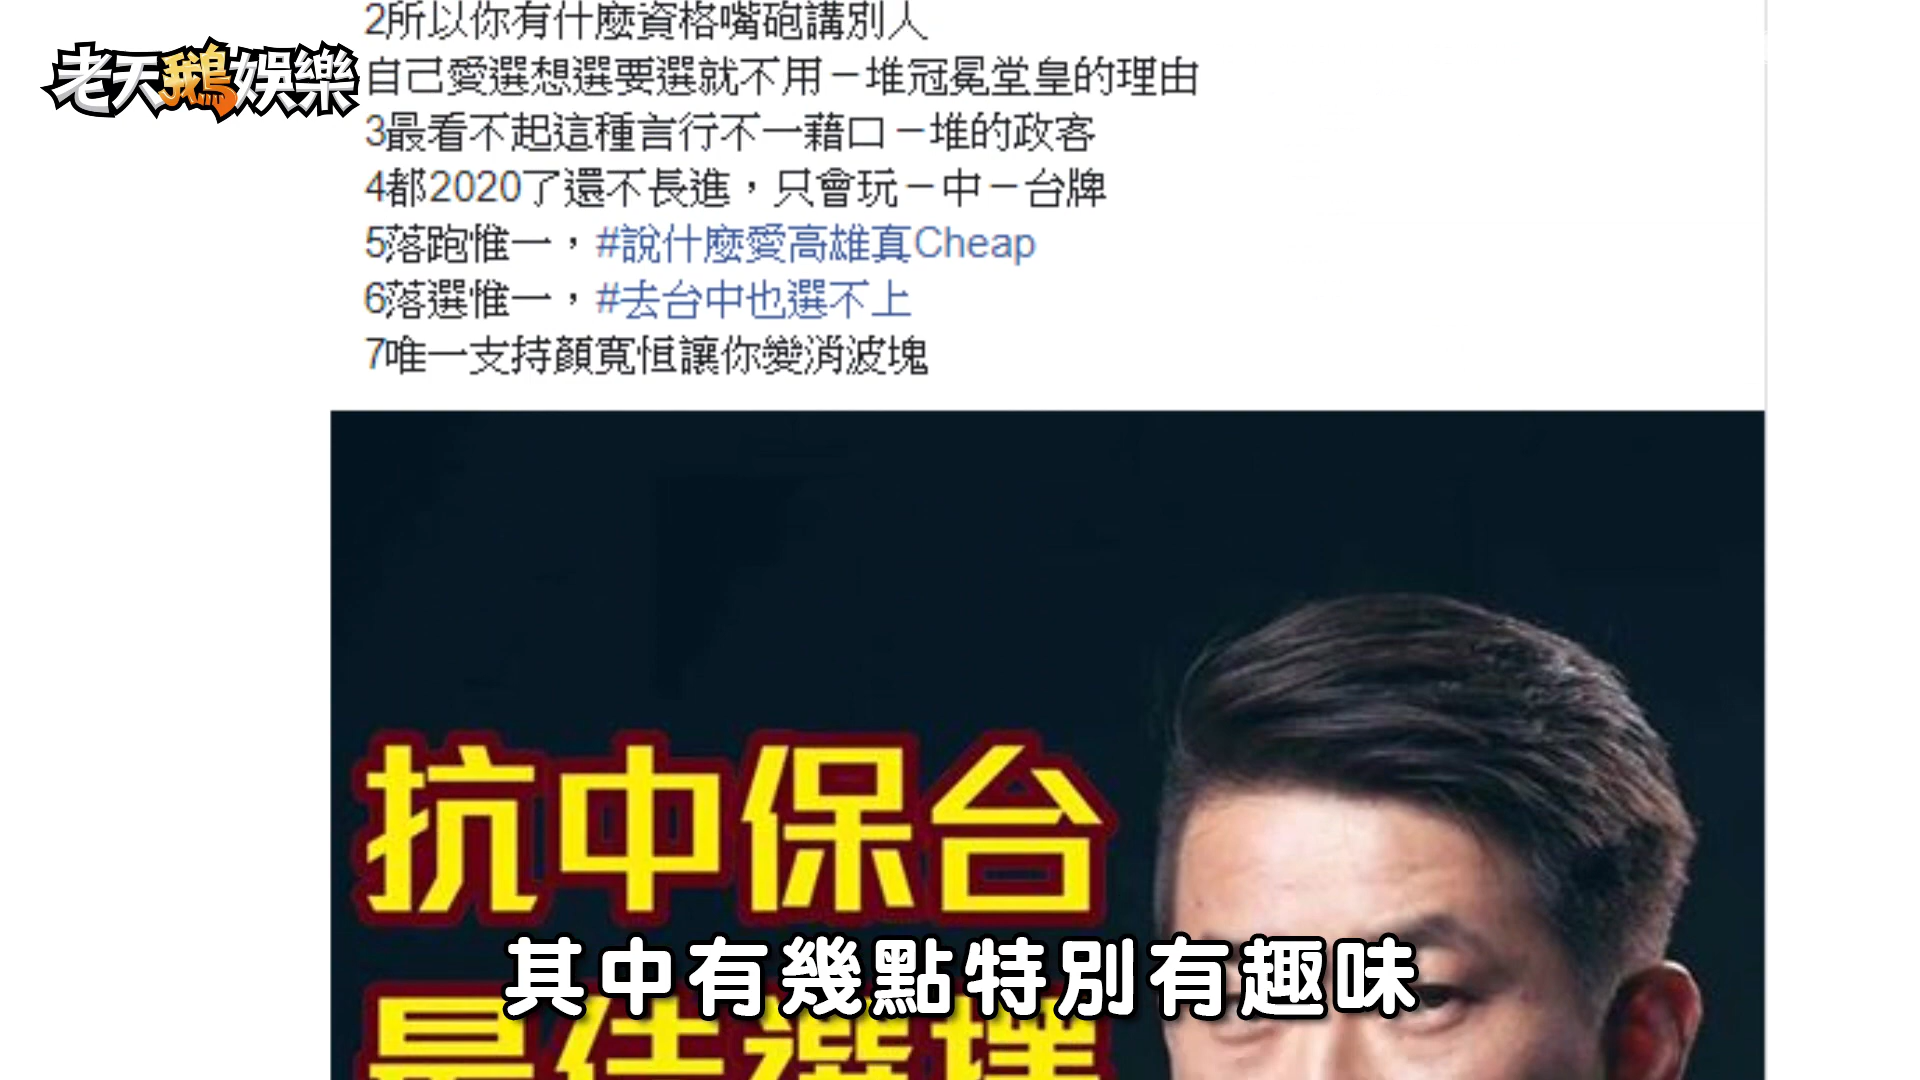 2所以你有什麼資格嘴砲講別人
老天鵝娛樂
自己愛選想選要選就不用一堆冠冕堂皇的理由
3最看不起這種言行不一藉口一堆的政客
4都2020了還不長進，只會玩一中一台牌
5落跑惟一，#說什麼愛高雄真Cheap
6落選惟一，#去台中也選不上
7唯一支持顏寬恒讓你變消波塊
抗中保台
最佳選擇
其中有幾點特別有趣味